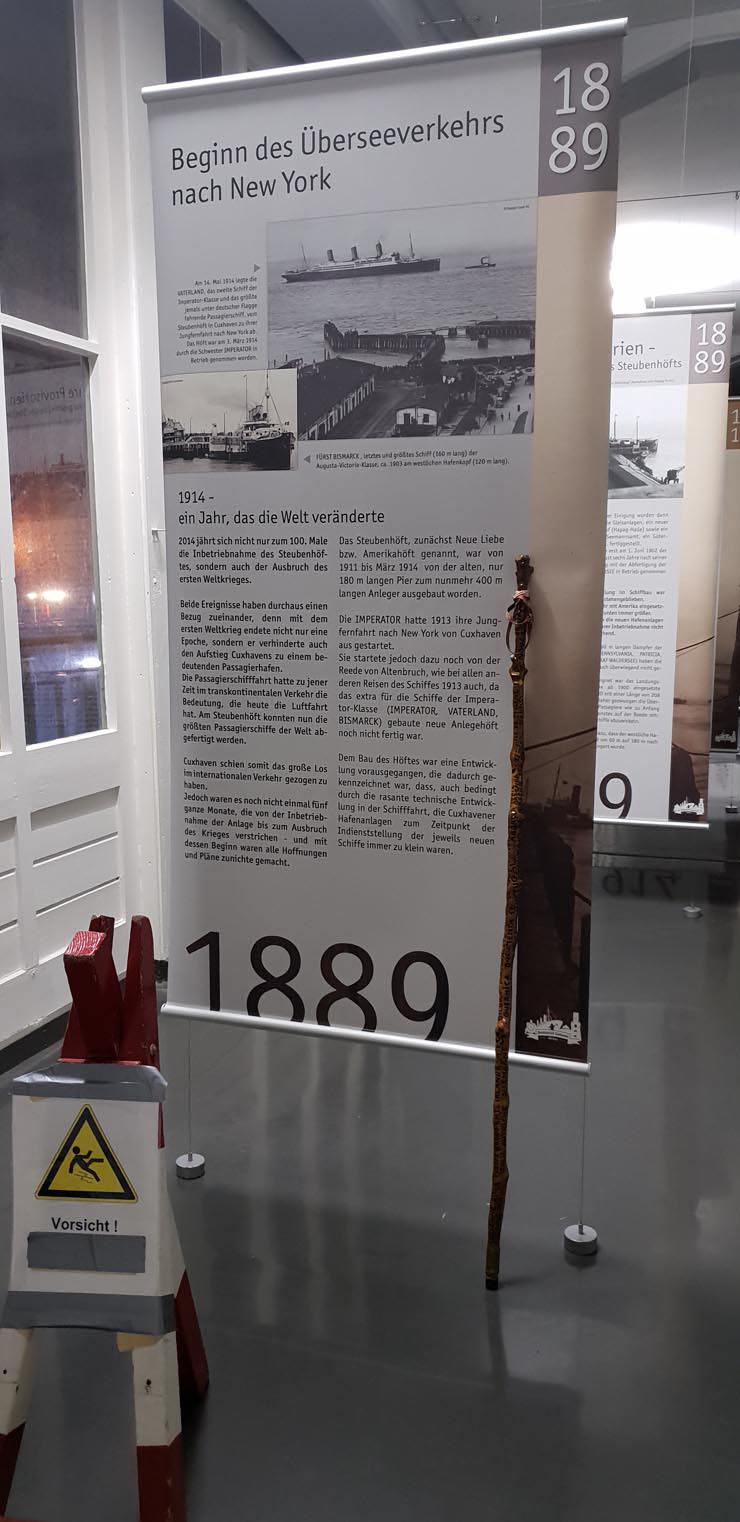 Beginn des Überseeverkehrs
nach New York
18
89
Am 14. Mai 1914 legte die
VATERLAND, das zweite Schiff der
Imperator-Klasse und das größte
jemals unter deutscher Flagge
fahrende Passagierschiff, vom
Steubenhöft in Cuxhaven zu ihrer
Jungfernfahrt nach New York ab.
Das Höft war am 3. März 1914
durch die Schwester IMPERATOR in
Betrieb genommen worden.
FÜRST BISMARCK , letztes und größtes Schiff (160 m lang) der
Augusta-Victoria-Klasse, ca. 1903 am westlichen Hafenkopf (120 m lang).
1914 -
ein Jahr, das die Welt veränderte
2014 jährt sich nicht nur zum 100. Male
die Inbetriebnahme des Steubenhöf-
tes, sondern auch der Ausbruch des
ersten Weltkrieges.
Beide Ereignisse haben durchaus einen
Bezug zueinander, denn mit dem
ersten Weltkrieg endete nicht nur eine
Epoche, sondern er verhinderte auch
den Aufstieg Cuxhavens zu einem be-
deutenden Passagierhafen.
Die Passagierschifffahrt hatte zu jener
Zeit im transkontinentalen Verkehr die
Bedeutung, die heute die Luftfahrt
hat. Am Steubenhöft konnten nun die
größten Passagierschiffe der Welt ab-
gefertigt werden.
Cuxhaven schien somit das große Los
im internationalen Verkehr gezogen zu
haben.
Jedoch waren es noch nicht einmal fünf
ganze Monate, die von der Inbetrieb-
nahme der Anlage bis zum Ausbruch
des Krieges verstrichen - und mit
dessen Beginn waren alle Hoffnungen
und Pläne zunichte gemacht.
Das Steubenhöft, zunächst Neue Liebe
bzw. Amerikahöft genannt, war von
1911 bis März 1914 von der alten, nur
180 m langen Pier zum nunmehr 400 m
langen Anleger ausgebaut worden.
Die IMPERATOR hatte 1913 ihre Jung-
fernfahrt nach New York von Cuxhaven
aus gestartet.
Sie startete jedoch dazu noch von der
Reede von Altenbruch, wie bei allen an-
deren Reisen des Schiffes 1913 auch, da
das extra für die Schiffe der Impera-
tor-Klasse (IMPERATOR, VATERLAND,
BISMARCK) gebaute neue Anlegehöft
noch nicht fertig war.
Dem Bau des Höftes war eine Entwick-
lung vorausgegangen, die dadurch ge-
kennzeichnet war, dass, auch bedingt
durch die rasante technische Entwick-
lung in der Schifffahrt, die Cuxhavener
Hafenanlagen zum Zeitpunkt der
Indienststellung der jeweils neuen
Schiffe immer zu klein waren.
1889
Vorsicht !
rien -
s Steubenhöfts
18
89
9